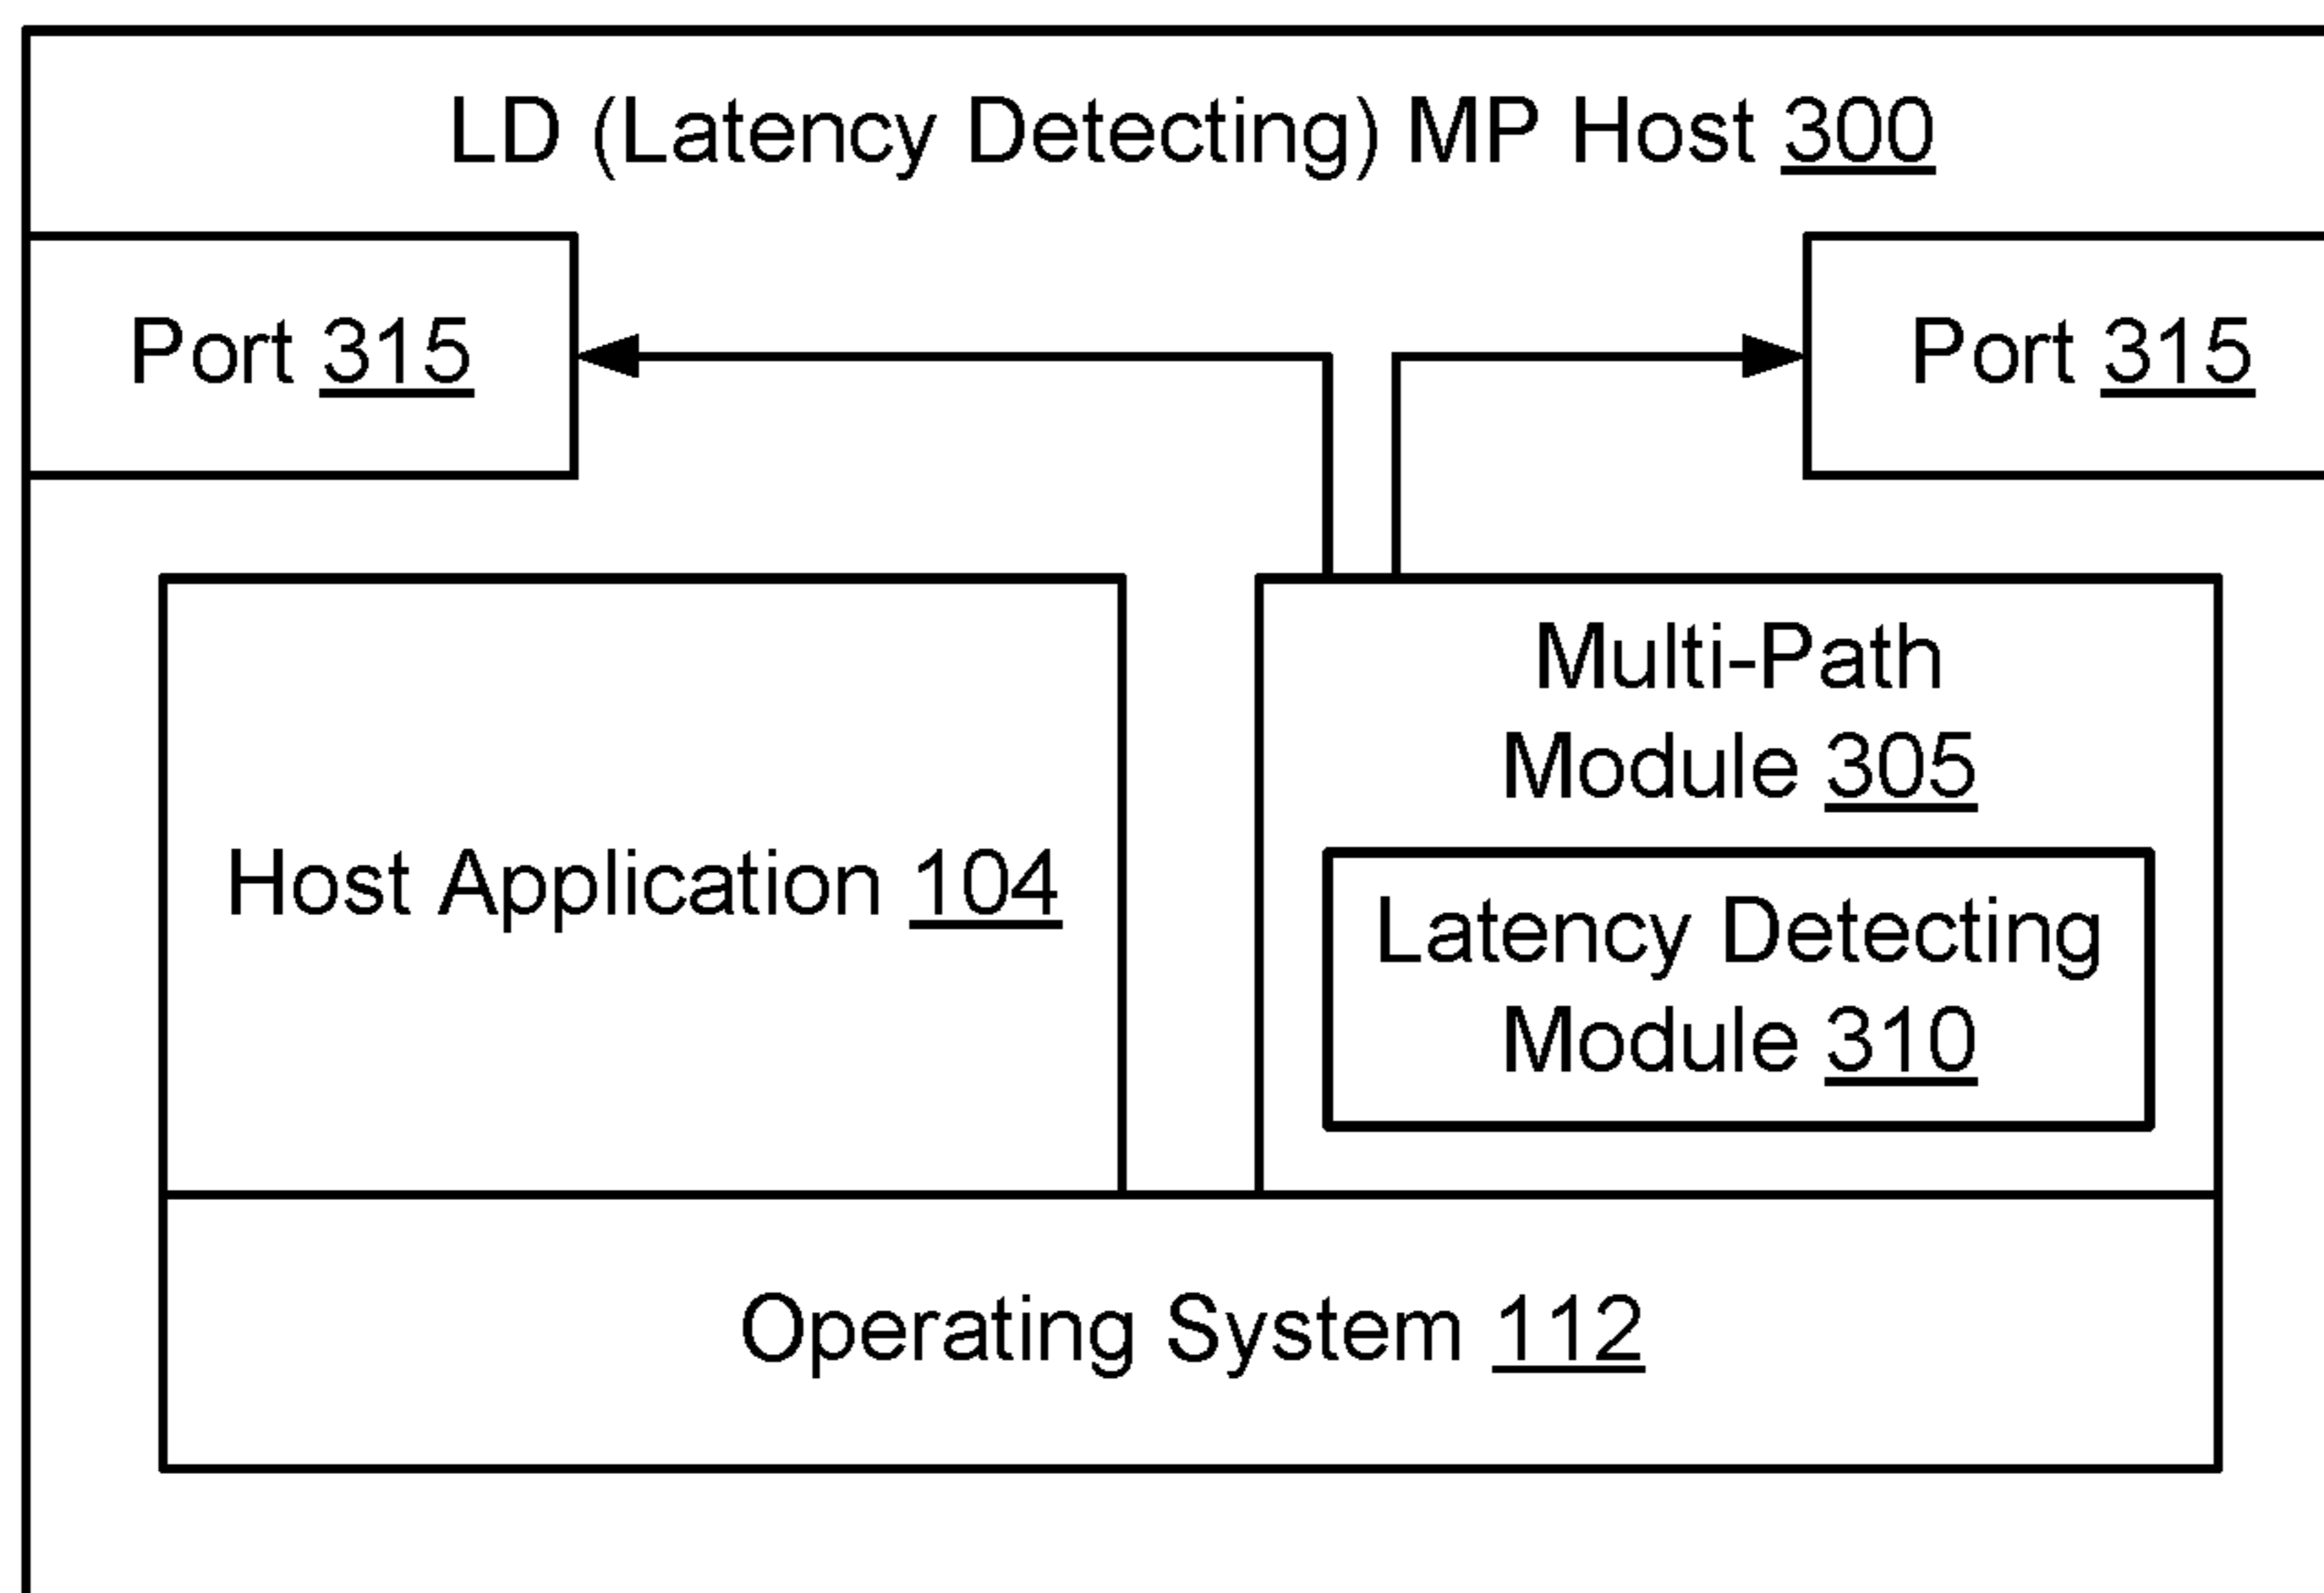 LD (Latency Detecting) MP Host 300
Port 315
Port 315
Host Application 104
Multi-Path
Module 305
Latency Detecting
Module 310
Operating System 112